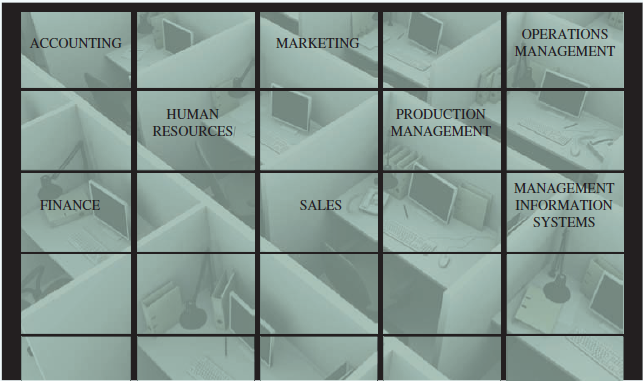 ACCOUNTING
MARKETING
OPERATIONS
MANAGEMENT
HUMAN
RESOURCES
PRODUCTION
MANAGEMENT
FINANCE
SALES
MANAGEMENT
INFORMATION
SYSTEMS